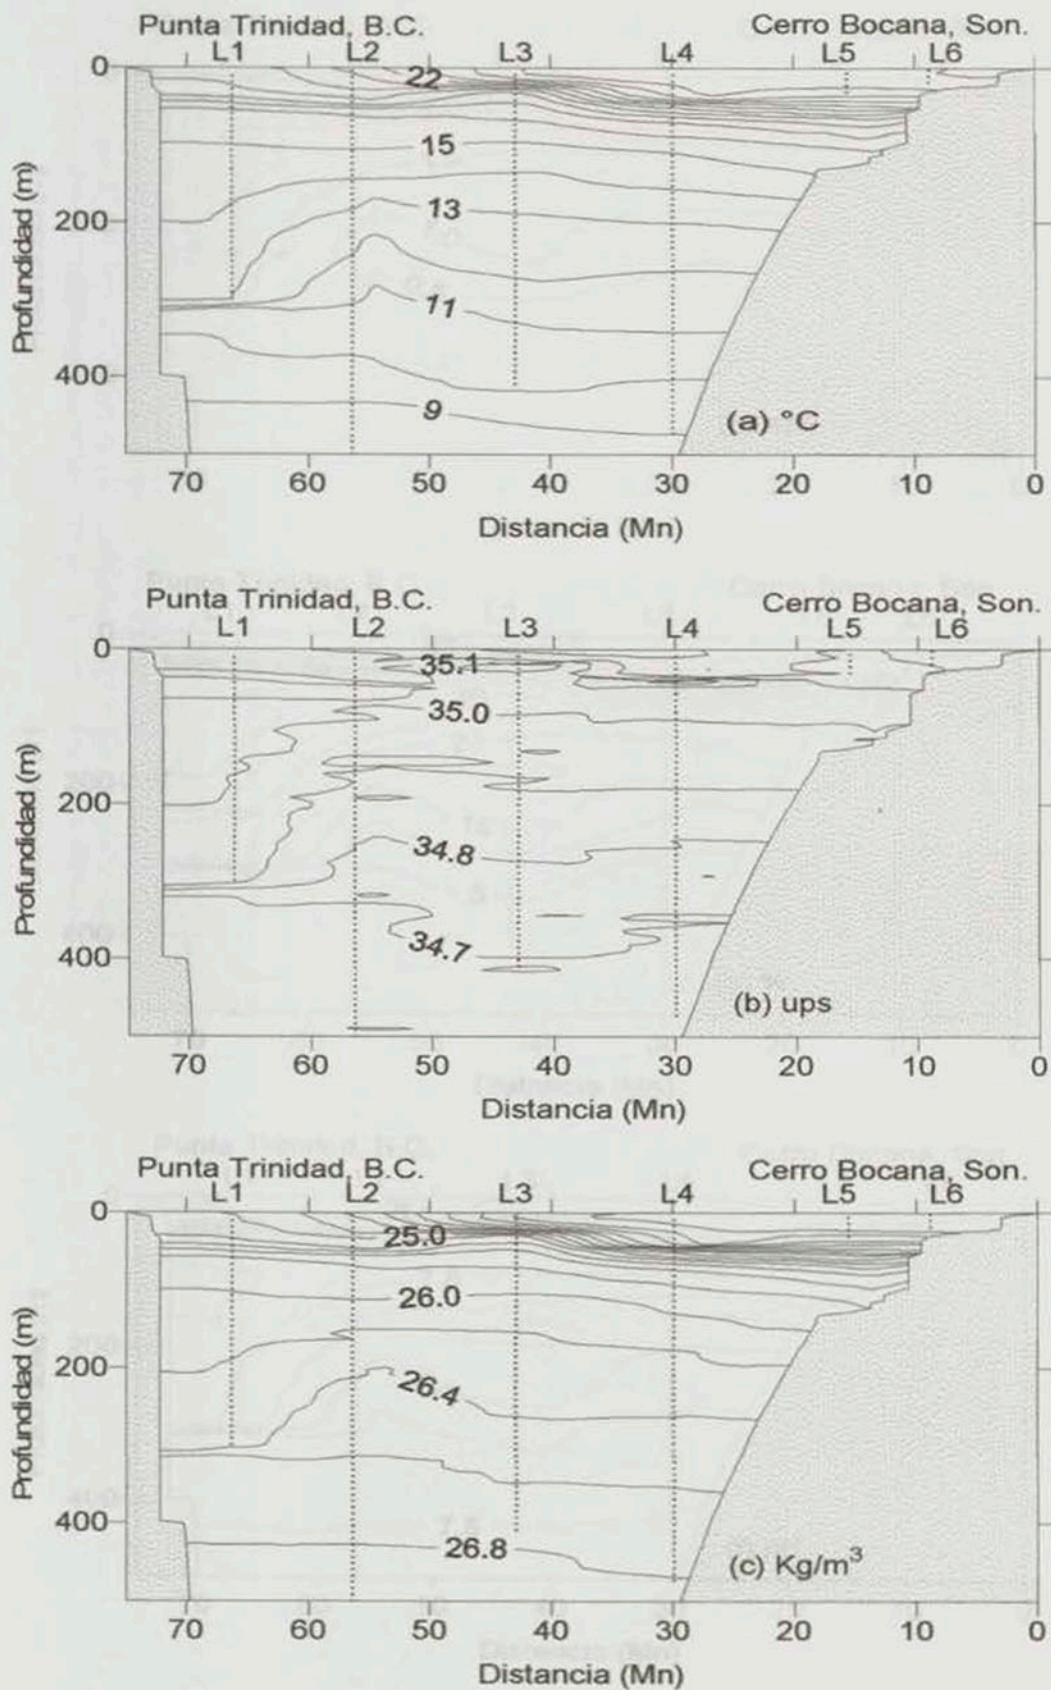 Punta Trinidad, B.C. Cerro Bocana, Son.
L1 L2 L3 L4 L5 L6
0
22
15
200
13
11
400
9
(a) °C
Profundidad (m)
70 60 50 40 30 20 10 0
Distancia (Mn)
Punta Trinidad, B.C. Cerro Bocana, Son.
L1 L2 L3 L4 L5 L6
0
35.1
35.0
200
34.8
34.7
400
(b) ups
Profundidad (m)
70 60 50 40 30 20 10 0
Distancia (Mn)
Punta Trinidad, B.C. Cerro Bocana, Son.
L1 L2 L3 L4 L5 L6
0
25.0
26.0
200
26.4
400
26.8
(c) Kg/m³
Profundidad (m)
70 60 50 40 30 20 10 0
Distancia (Mn)